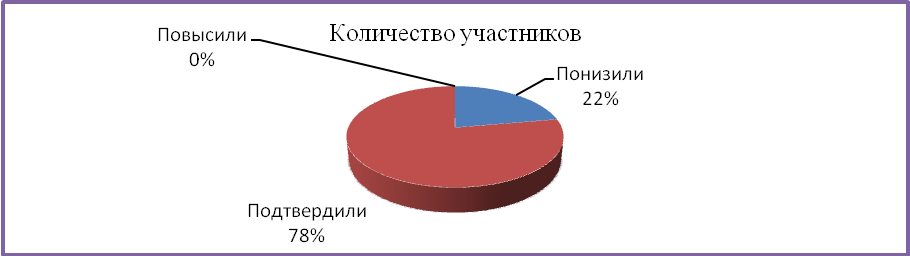 Количество участников
Повысили
0%
Понизили
22%
Подтвердили
78%